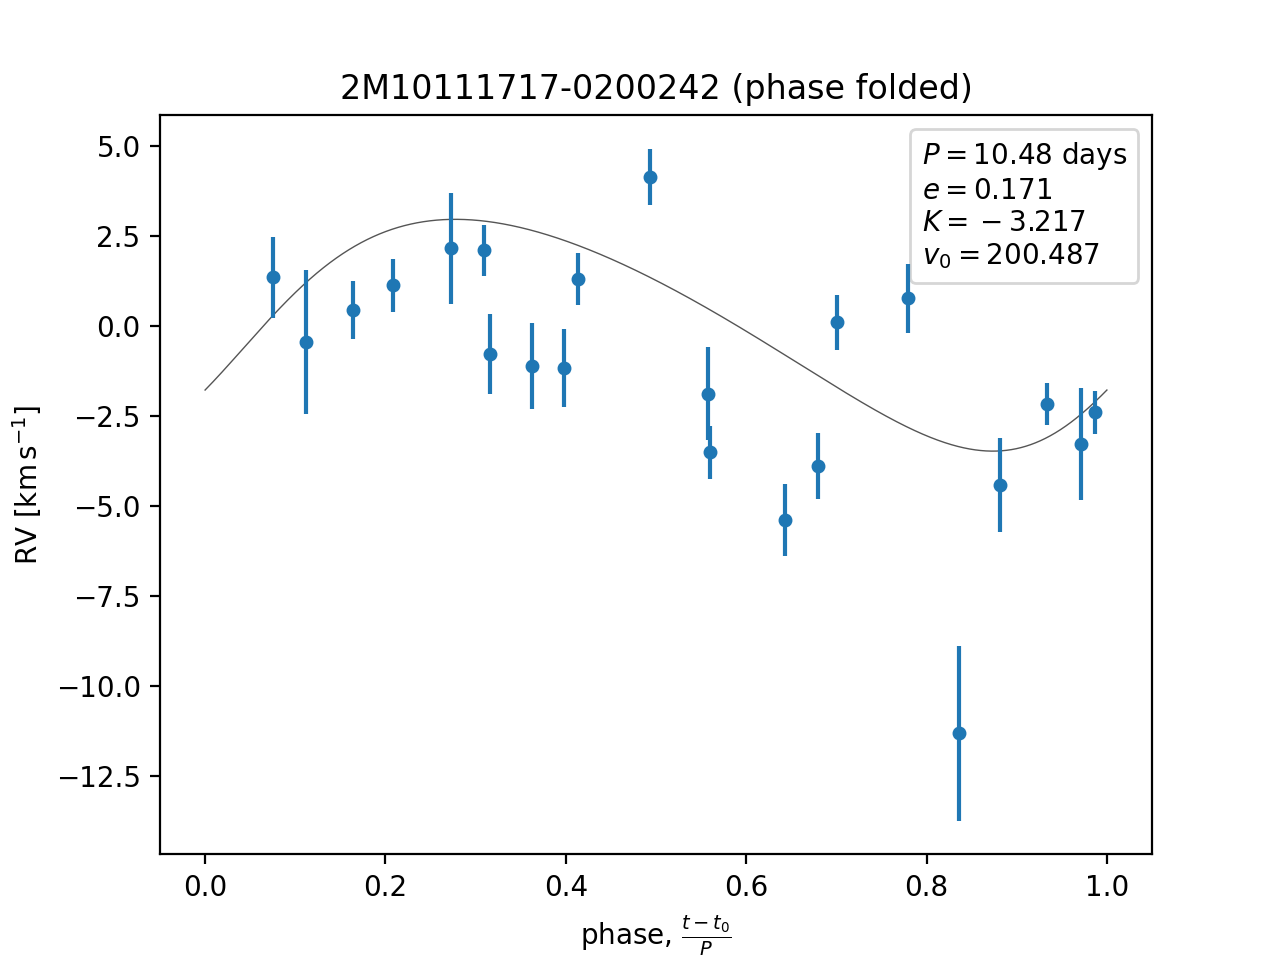 2M10111717-0200242 (phase folded)
P = 10.48 days
e = 0.171
K = −3.217
v₀ = 200.487
RV [km s⁻¹]
5.0
2.5
0.0
−2.5
−5.0
−7.5
−10.0
−12.5
0.0 0.2 0.4 0.6 0.8 1.0
phase, (t − t₀)/P